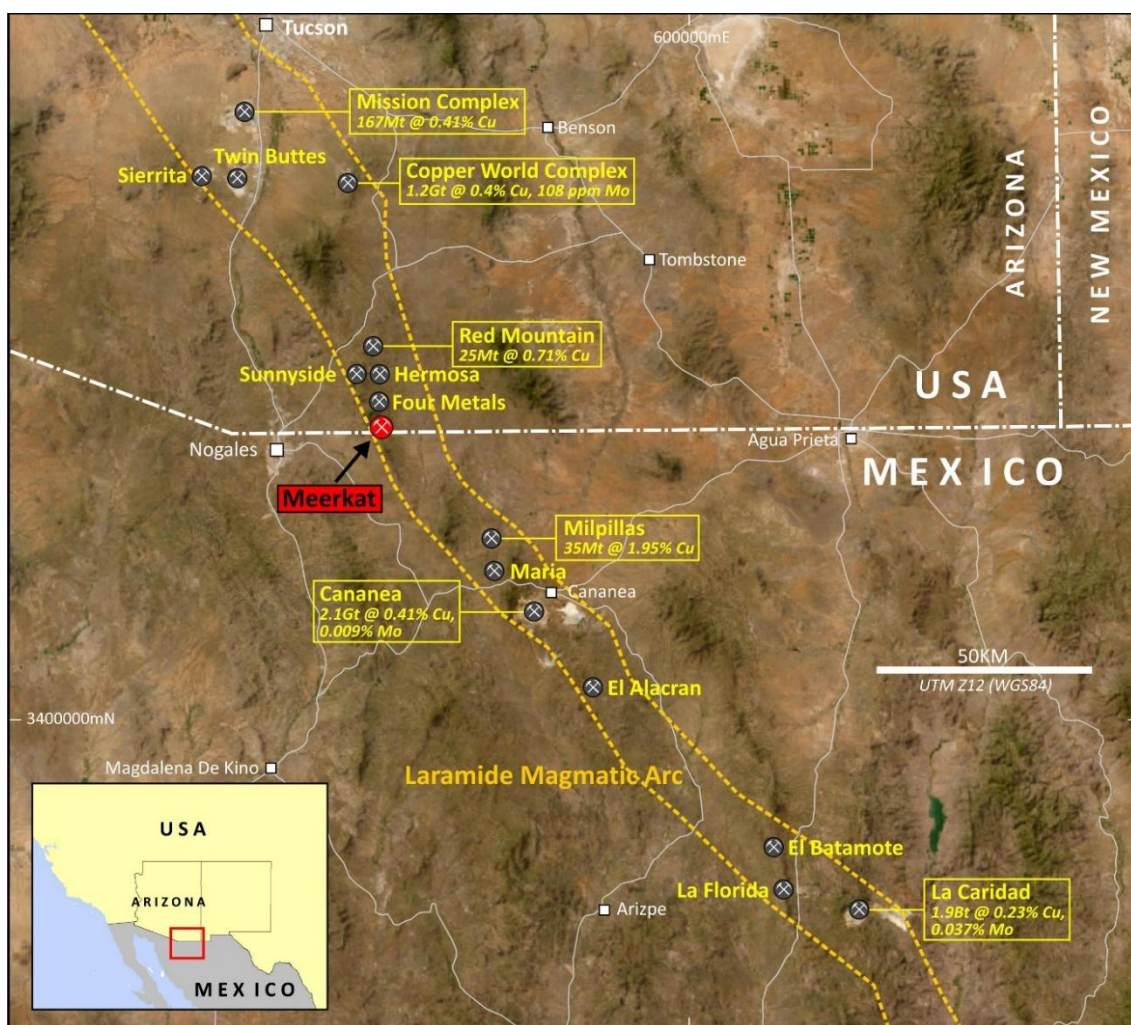 Tucson
600000mE
Mission Complex
167Mt @ 0.41% Cu
Benson
Twin Buttes
Sierrita
Copper World Complex
1.2Gt @ 0.4% Cu, 108 ppm Mo
ARIZONA
NEW MEXICO
Tombstone
Red Mountain
25Mt @ 0.71% Cu
Sunnyside
Hermosa
Four Metals
USA
Nogales
Agua Prieta
MEXICO
Meerkat
Milpillas
35Mt @ 1.95% Cu
Maria
Cananea
2.1Gt @ 0.41% Cu,
0.009% Mo
Cananea
50KM
UTM Z12 (WGS84)
El Alacran
3400000mN
Magdalena De Kino
Laramide Magmatic Arc
El Batamote
La Florida
La Caridad
1.9Bt @ 0.23% Cu,
0.037% Mo
Arizpe
USA
ARIZONA
MEXICO